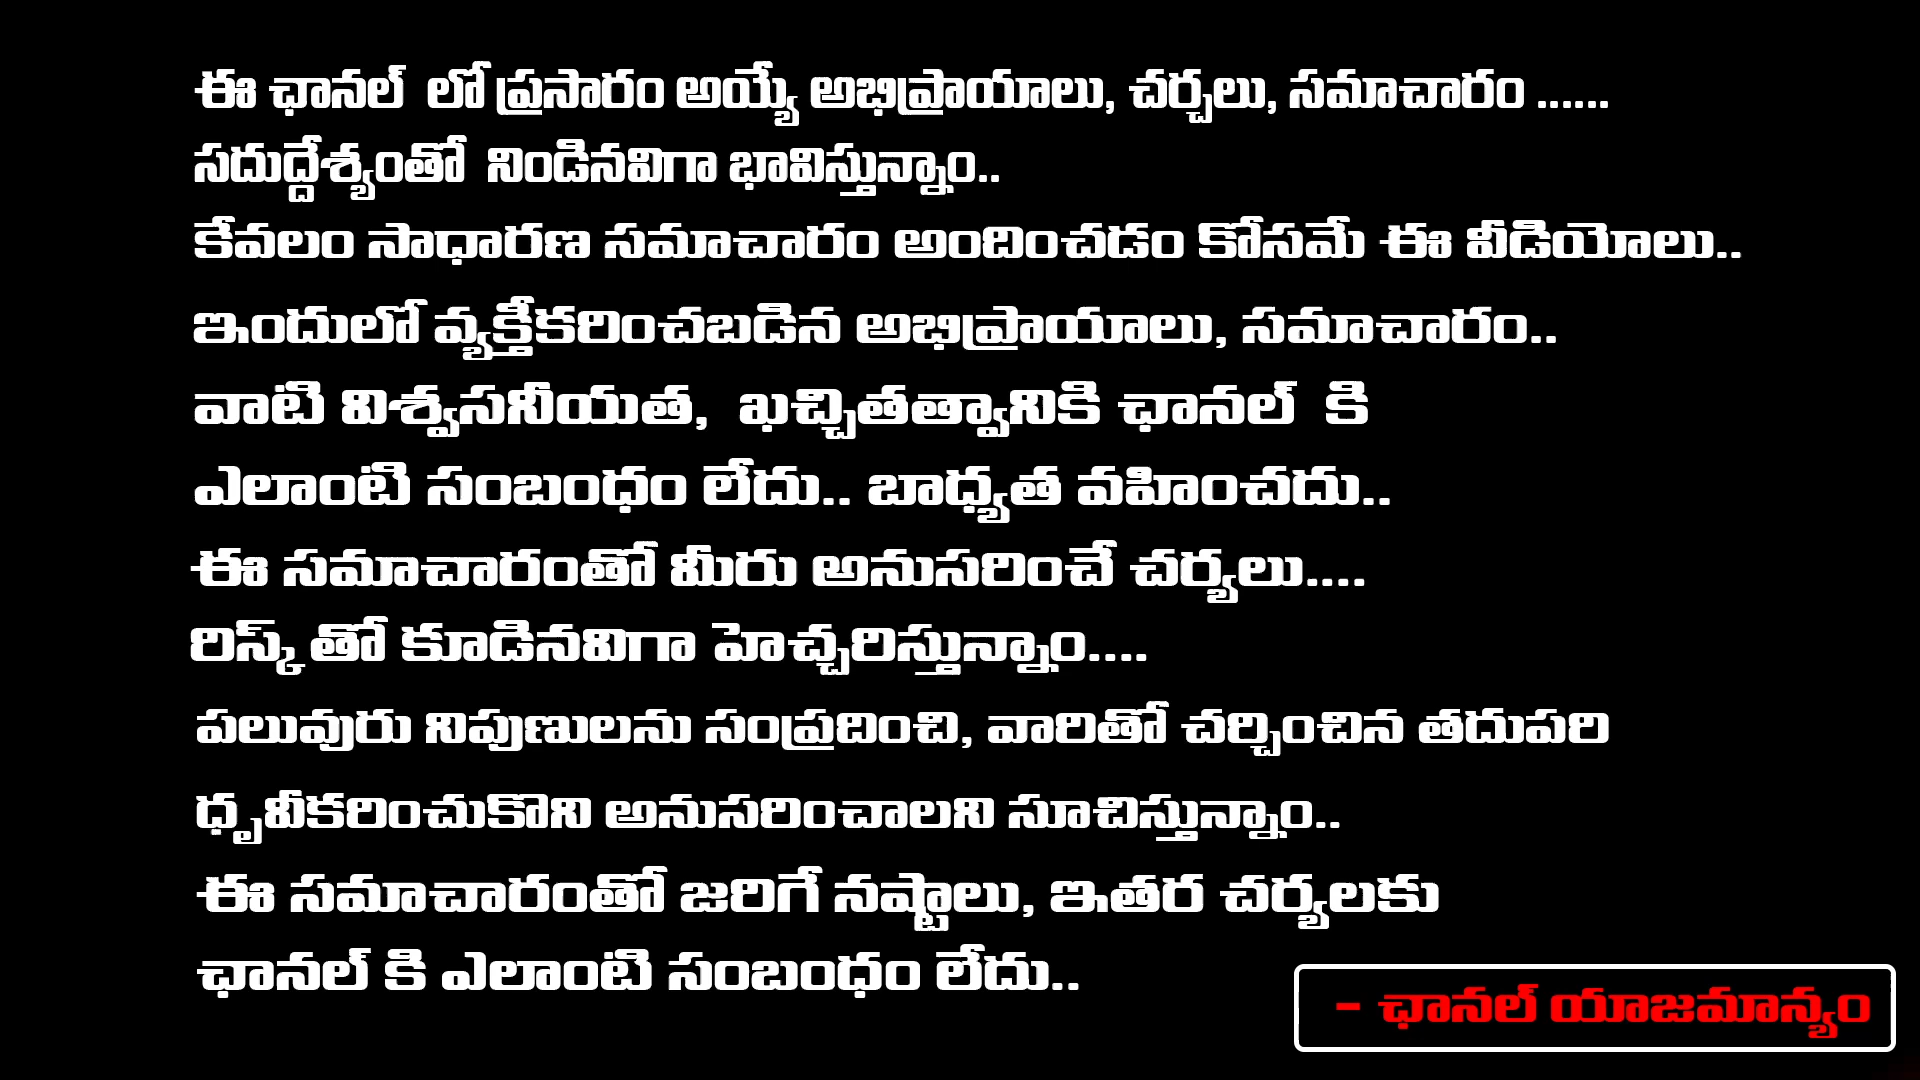 ఈ ఛానల్ లో ప్రసారం అయ్యే అభిప్రాయాలు, చర్చలు, సమాచారం ......
సదుద్దేశ్యంతో నిండినవిగా భావిస్తున్నాం..
కేవలం సాధారణ సమాచారం అందించడం కోసమే ఈ వీడియోలు..
ఇందులో వ్యక్తీకరించబడిన అభిప్రాయాలు, సమాచారం..
వాటి విశ్వసనీయత, ఖచ్చితత్వానికి ఛానల్ కి
ఎలాంటి సంబంధం లేదు.. బాధ్యత వహించదు..
ఈ సమాచారంతో మీరు అనుసరించే చర్యలు....
రిస్క్ తో కూడినవిగా హెచ్చరిస్తున్నాం....
పలువురు నిపుణులను సంప్రదించి, వారితో చర్చించిన తదుపరి
ధృవీకరించుకొని అనుసరించాలని సూచిస్తున్నాం..
ఈ సమాచారంతో జరిగే నష్టాలు, ఇతర చర్యలకు
ఛానల్ కి ఎలాంటి సంబంధం లేదు..
- ఛానల్ యాజమాన్యం